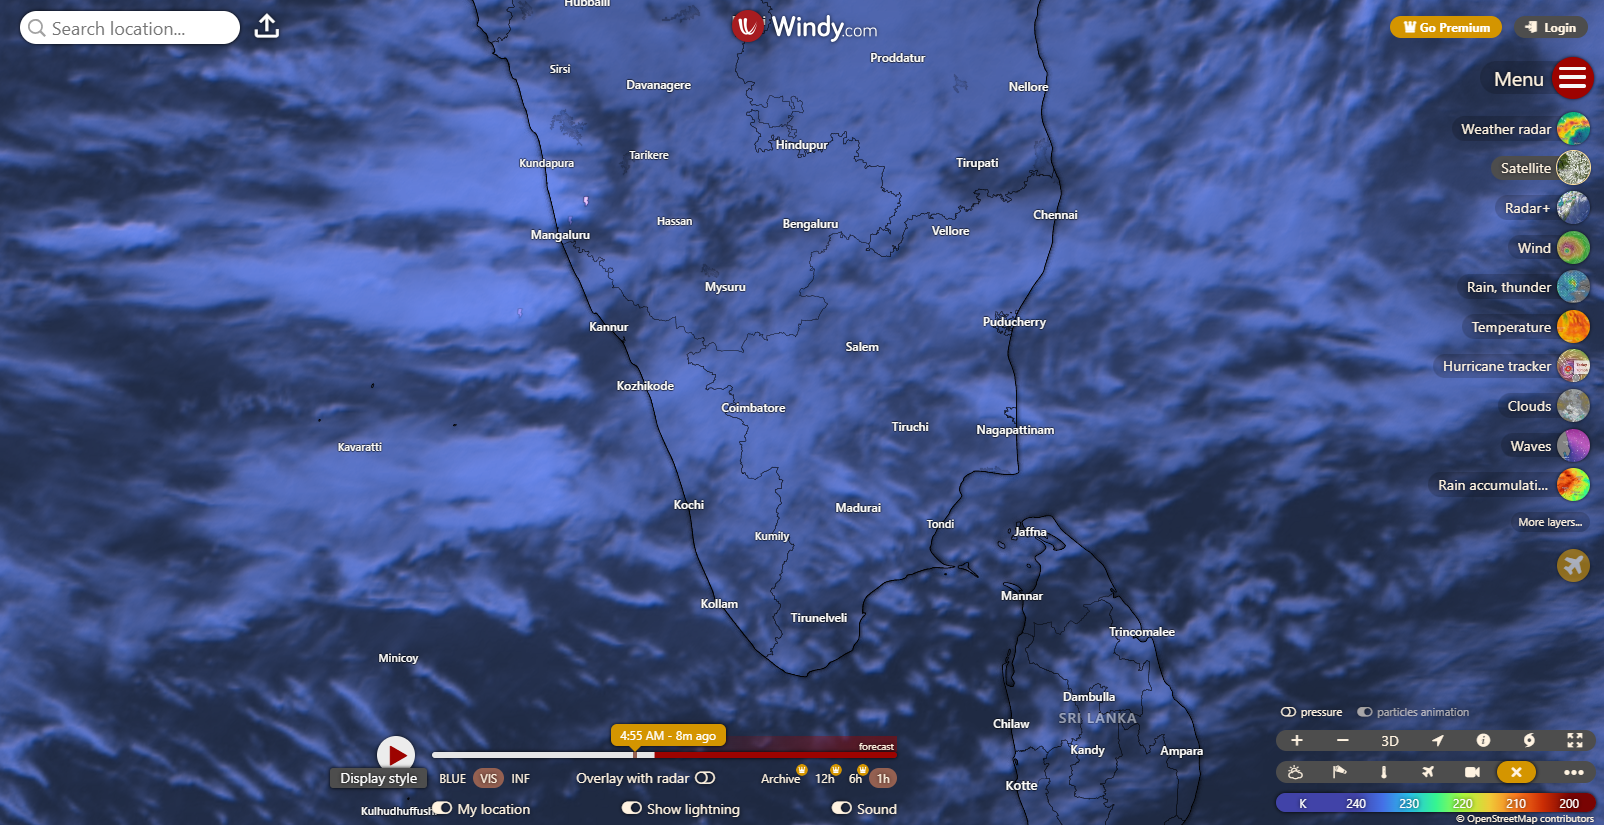 Search location...
Windy.com
Go Premium
Login
Menu
Weather radar
Satellite
Radar+
Wind
Rain, thunder
Temperature
Hurricane tracker
Clouds
Waves
Rain accumulati...
More layers...
Hubballi
Sirsi
Davanagere
Proddatur
Nellore
Kundapura
Tarikere
Hindupur
Tirupati
Mangaluru
Hassan
Bengaluru
Vellore
Chennai
Mysuru
Kannur
Salem
Puducherry
Kozhikode
Coimbatore
Tiruchi
Nagapattinam
Kavaratti
Kochi
Kumily
Madurai
Tondi
Jaffna
Kollam
Tirunelveli
Mannar
Trincomalee
Minicoy
Dambulla
SRI LANKA
Chilaw
Kandy
Ampara
Kotte
4:55 AM - 8m ago
forecast
Display style
BLUE VIS INF
Overlay with radar
Archive 12h 6h 1h
Kulhudhuffushi
My location
Show lightning
Sound
pressure
particles animation
3D
K 240 230 220 210 200
© OpenStreetMap contributors